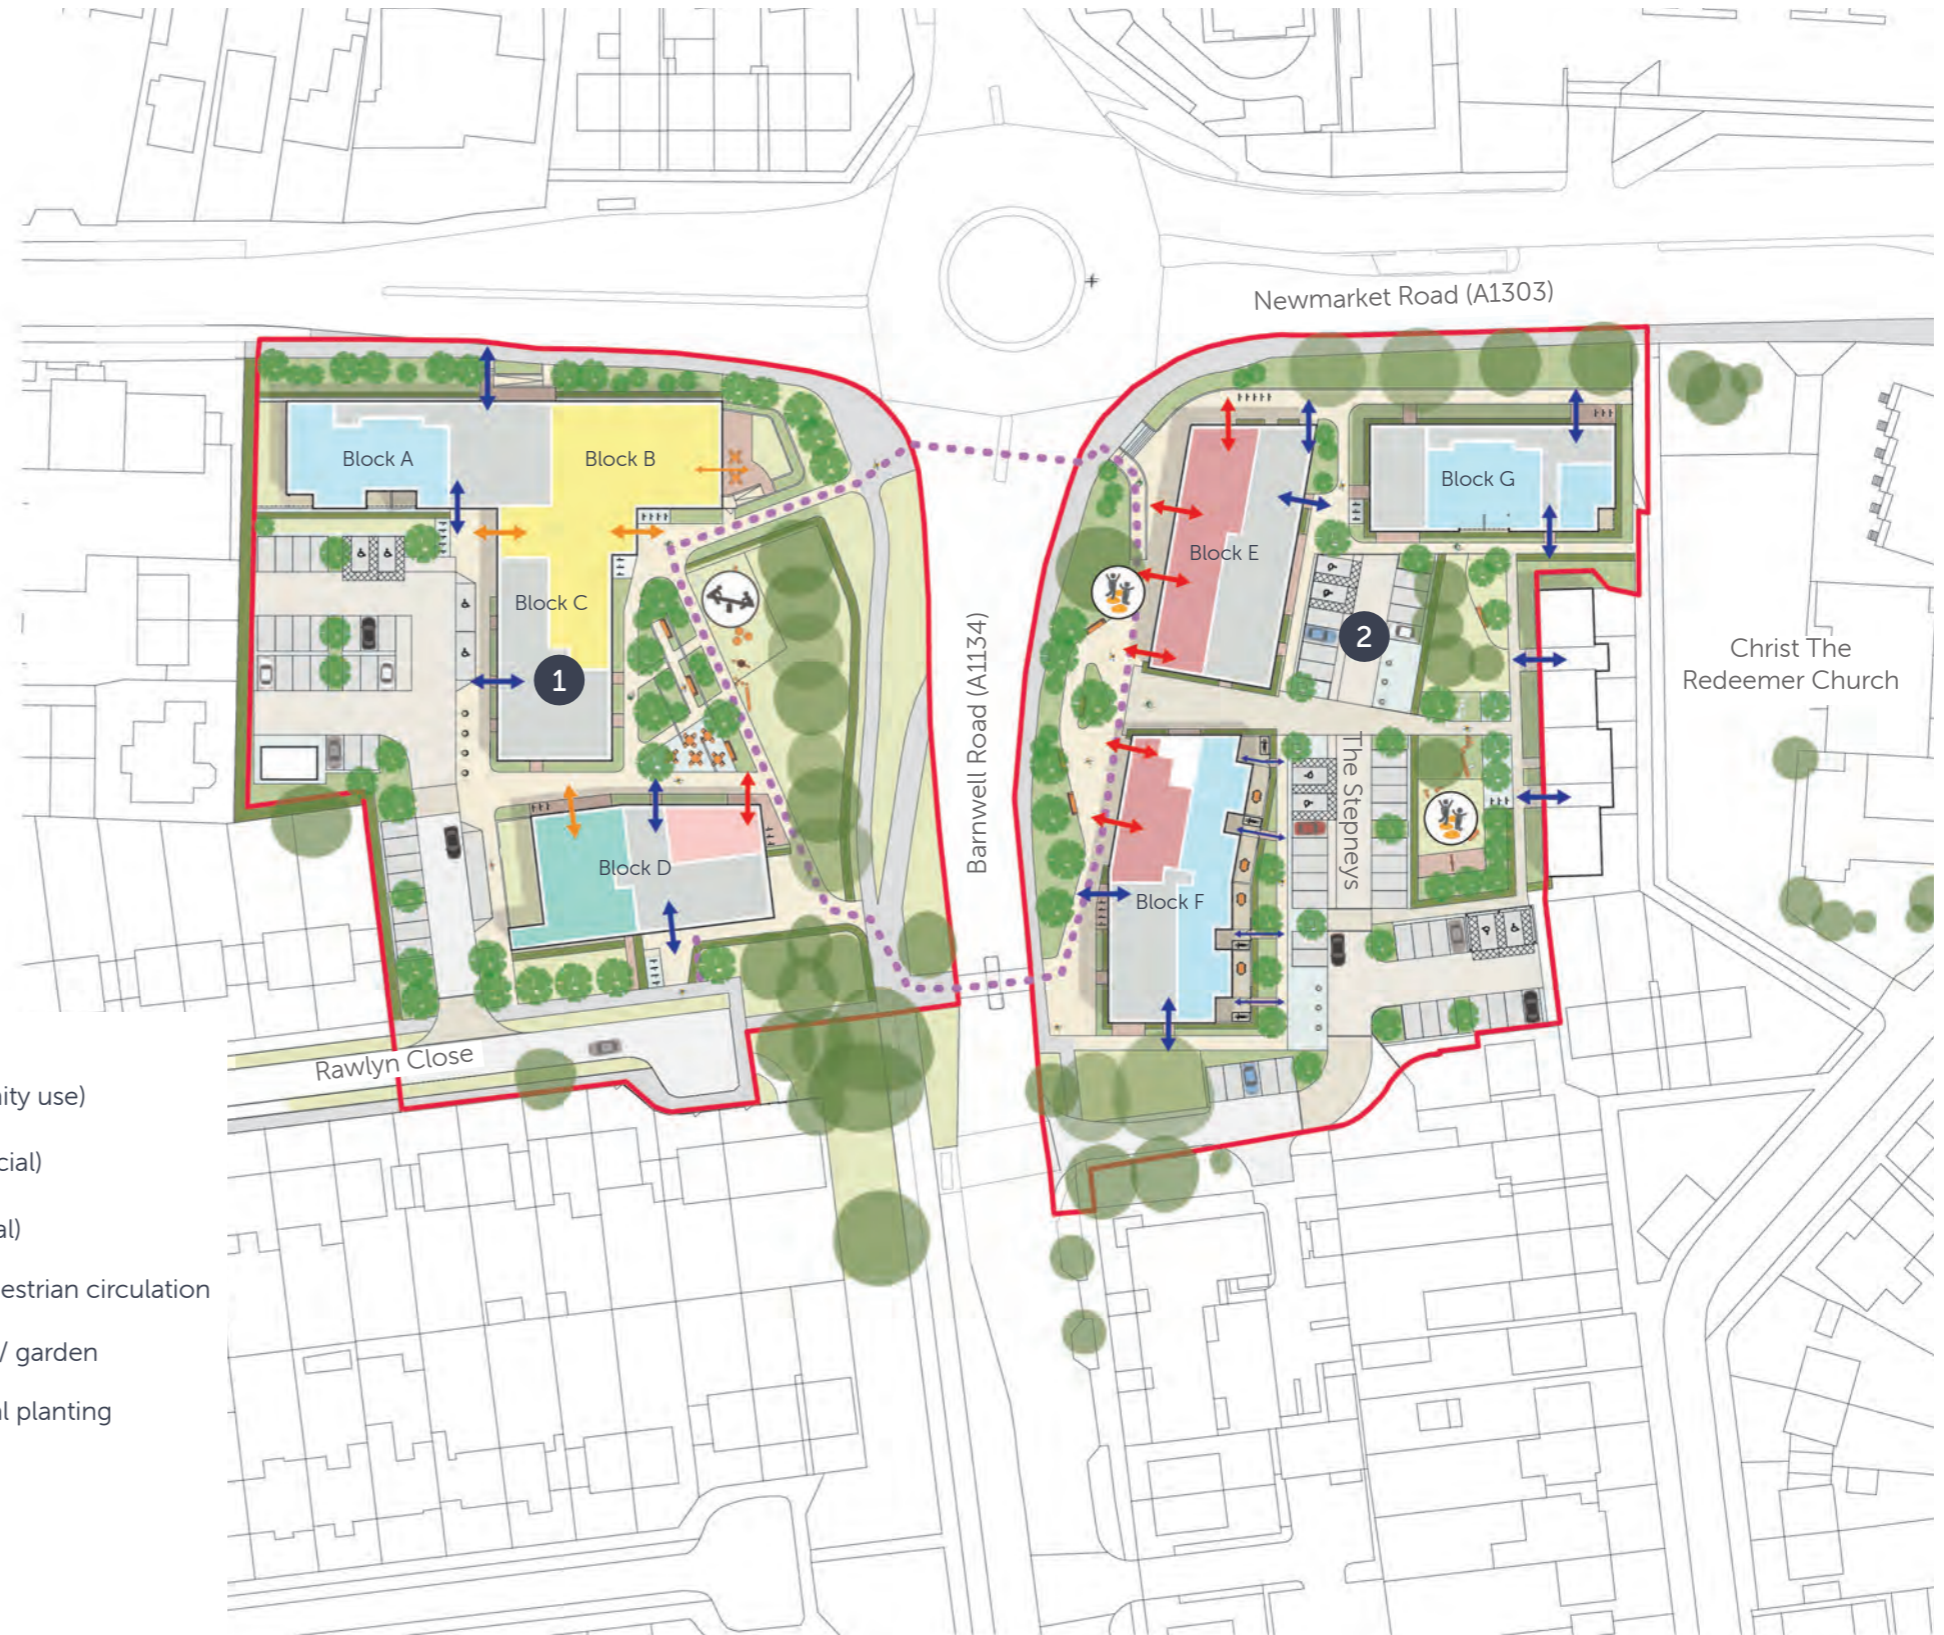 Newmarket Road (A1303)
Block A
Block B
Block G
Block E
Block C
1
2
Barnwell Road (A1134)
Christ The
Redeemer Church
The Stepneys
Block D
Block F
Rawlyn Close
ity use)
cial)
al)
estrian circulation
/ garden
l planting